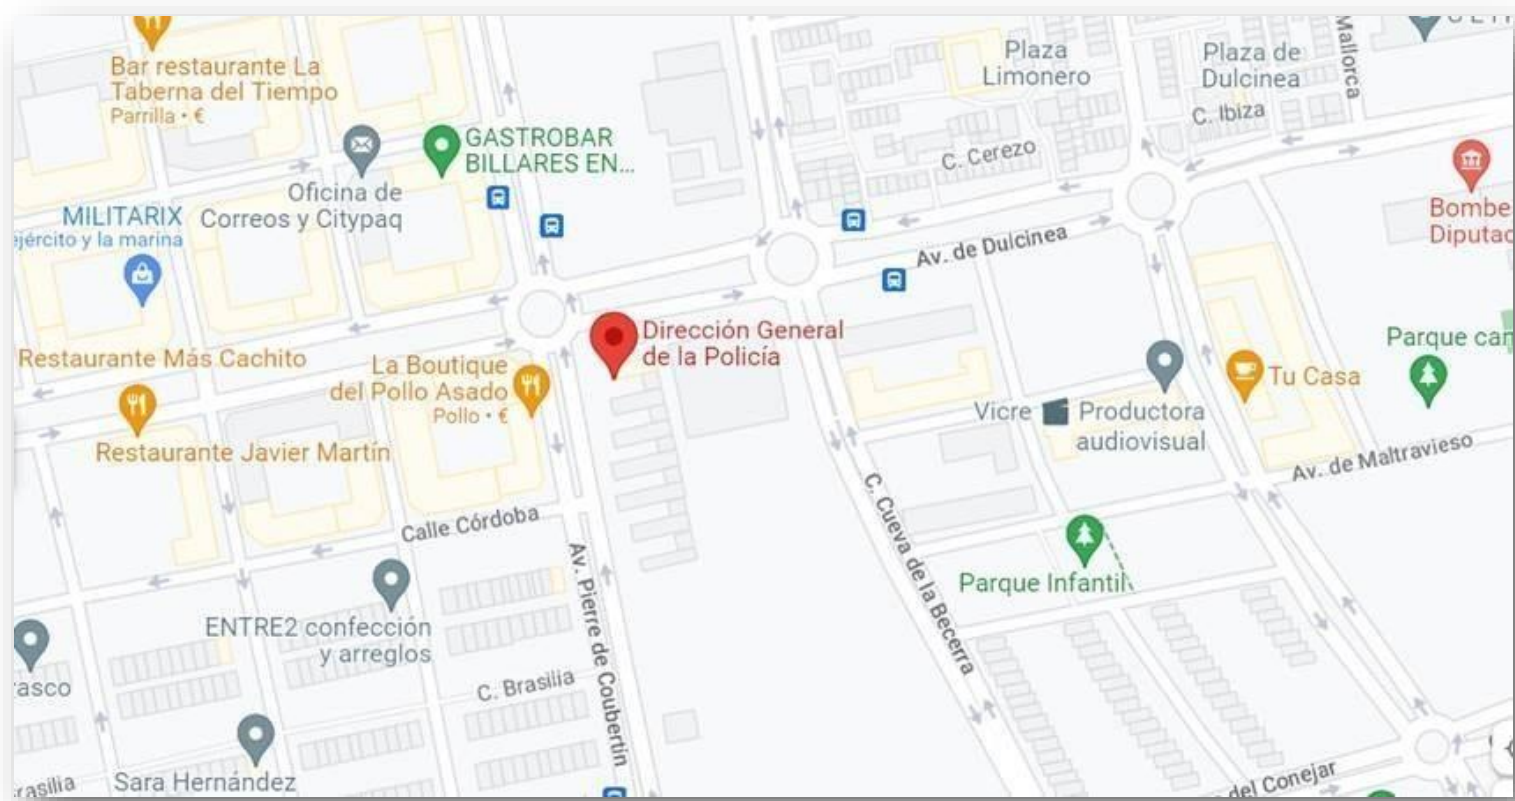 Bar restaurante La
Taberna del Tiempo
Parrilla • €
GASTROBAR
BILLARES EN...
Plaza
Limonero
Plaza de
Dulcinea
Mallorca
C. Ibiza
C. Cerezo
Oficina de
Correos y Citypaq
MILITARIX
ejército y la marina
Bombe
Diputac
Av. de Dulcinea
Dirección General
de la Policía
Restaurante Más Cachito
La Boutique
del Pollo Asado
Pollo • €
Parque can
Tu Casa
Vicre
Productora
audiovisual
Restaurante Javier Martín
Av. de Maltravieso
Calle Córdoba
C. Cueva de la Becerra
Av. Pierre de Coubertin
Parque Infantil
ENTRE2 confección
y arreglos
rasco
C. Brasilia
Sara Hernández
rasilia
del Conejar